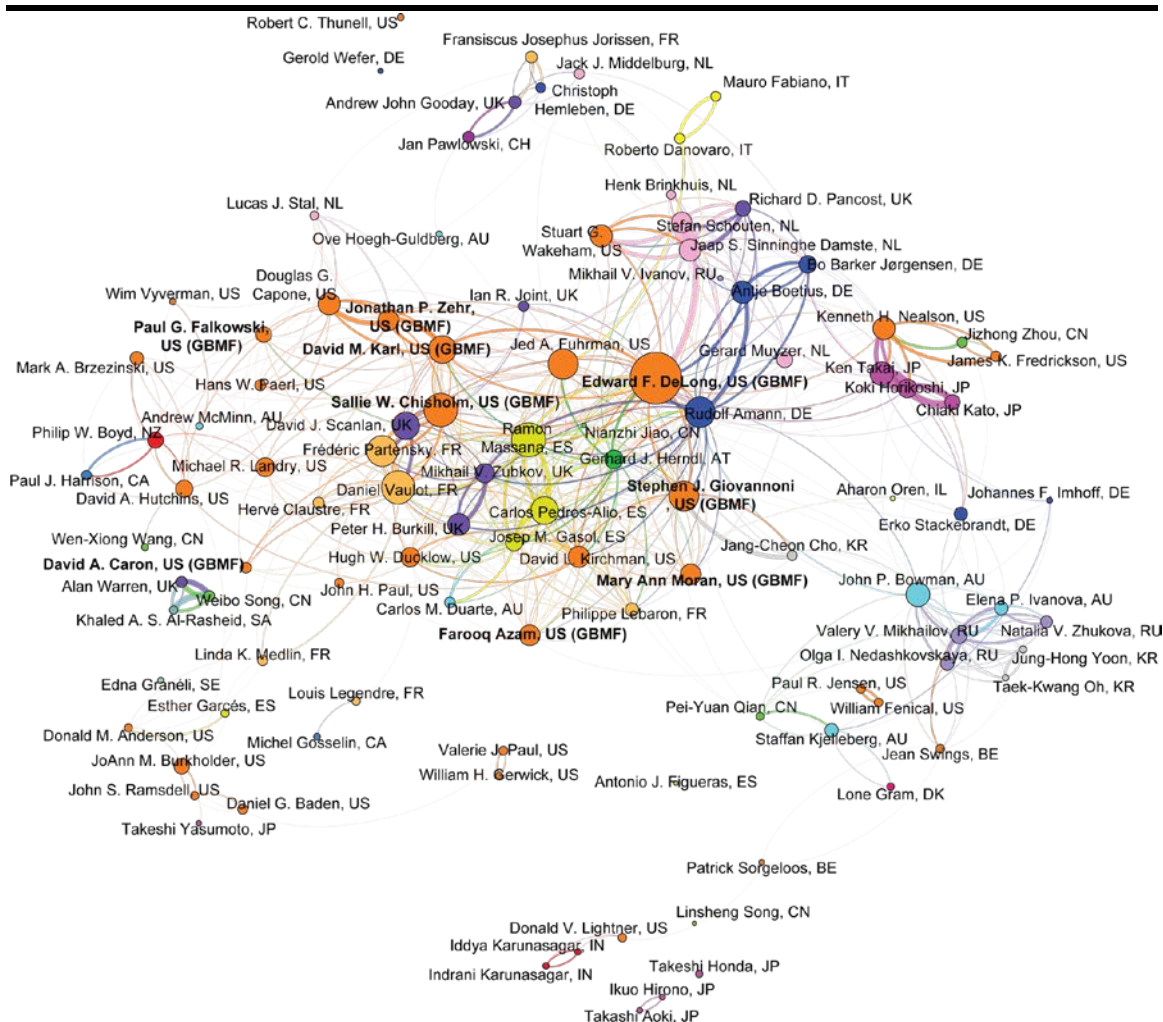 Robert C. Thunell, US
Fransiscus Josephus Jorissen, FR
Gerold Wefer, DE
Jack J. Middelburg, NL
Mauro Fabiano, IT
Andrew John Gooday, UK
Christoph
Hemleben, DE
Jan Pawlowski, CH
Roberto Danovaro, IT
Henk Brinkhuis, NL
Richard D. Pancost, UK
Lucas J. Stal, NL
Stuart G.
Wakeham, US
Stefan Schouten, NL
Ove Hoegh-Guldberg, AU
Jaap S. Sinninghe Damste, NL
Bo Barker Jørgensen, DE
Mikhail V. Ivanov, RU
Antje Boetius, DE
Douglas G.
Capone, US
Wim Vyverman, US
Ian R. Joint, UK
Jonathan P. Zehr,
US (GBMF)
Kenneth H. Nealson, US
Paul G. Falkowski,
US (GBMF)
Jizhong Zhou, CN
David M. Karl, US (GBMF)
Jed A. Fuhrman, US
Gerard Muyzer, NL
James K. Fredrickson, US
Mark A. Brzezinski, US
Ken Takai, JP
Hans W. Paerl, US
Edward F. DeLong, US (GBMF)
Koki Horikoshi, JP
Chiaki Kato, JP
Sallie W. Chisholm, US (GBMF)
Rudolf Amann, DE
Andrew McMinn, AU
David J. Scanlan, UK
Ramon
Massana, ES
Nianzhi Jiao, CN
Philip W. Boyd, NZ
Frédéric Partensky, FR
Gerhard J. Herndl, AT
Michael R. Landry, US
Mikhail V. Zubkov, UK
Paul J. Harrison, CA
Daniel Vaulot, FR
Stephen J. Giovannoni
, US (GBMF)
Aharon Oren, IL
Johannes F. Imhoff, DE
David A. Hutchins, US
Hervé Claustre, FR
Carlos Pedros-Alio, ES
Erko Stackebrandt, DE
Peter H. Burkill, UK
Wen-Xiong Wang, CN
Josep M. Gasol, ES
Jang-Cheon Cho, KR
David A. Caron, US (GBMF)
Hugh W. Ducklow, US
David L. Kirchman, US
Alan Warren, UK
John P. Bowman, AU
Weibo Song, CN
John H. Paul, US
Mary Ann Moran, US (GBMF)
Elena P. Ivanova, AU
Khaled A. S. Al-Rasheid, SA
Carlos M. Duarte, AU
Philippe Lebaron, FR
Valery V. Mikhailov, RU
Natalia V. Zhukova, RU
Farooq Azam, US (GBMF)
Olga I. Nedashkovskaya, RU
Jung-Hong Yoon, KR
Linda K. Medlin, FR
Taek-Kwang Oh, KR
Edna Granéli, SE
Louis Legendre, FR
Paul R. Jensen, US
Esther Garcés, ES
Pei-Yuan Qian, CN
William Fenical, US
Donald M. Anderson, US
Michel Gosselin, CA
Staffan Kjelleberg, AU
JoAnn M. Burkholder, US
Valerie J. Paul, US
Jean Swings, BE
William H. Gerwick, US
Antonio J. Figueras, ES
John S. Ramsdell, US
Daniel G. Baden, US
Lone Gram, DK
Takeshi Yasumoto, JP
Patrick Sorgeloos, BE
Linsheng Song, CN
Donald V. Lightner, US
Iddya Karunasagar, IN
Indrani Karunasagar, IN
Takeshi Honda, JP
Ikuo Hirono, JP
Takashi Aoki, JP